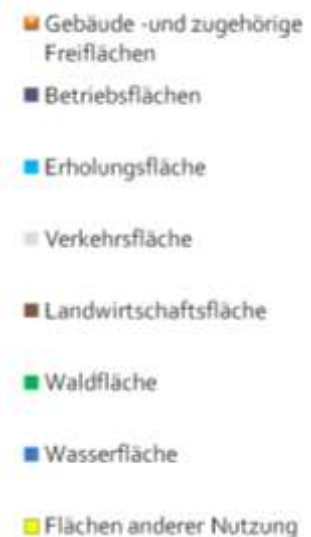 Gebäude -und zugehörige
Freiflächen
Betriebsflächen
Erholungsfläche
Verkehrsfläche
Landwirtschaftsfläche
Waldfläche
Wasserfläche
Flächen anderer Nutzung